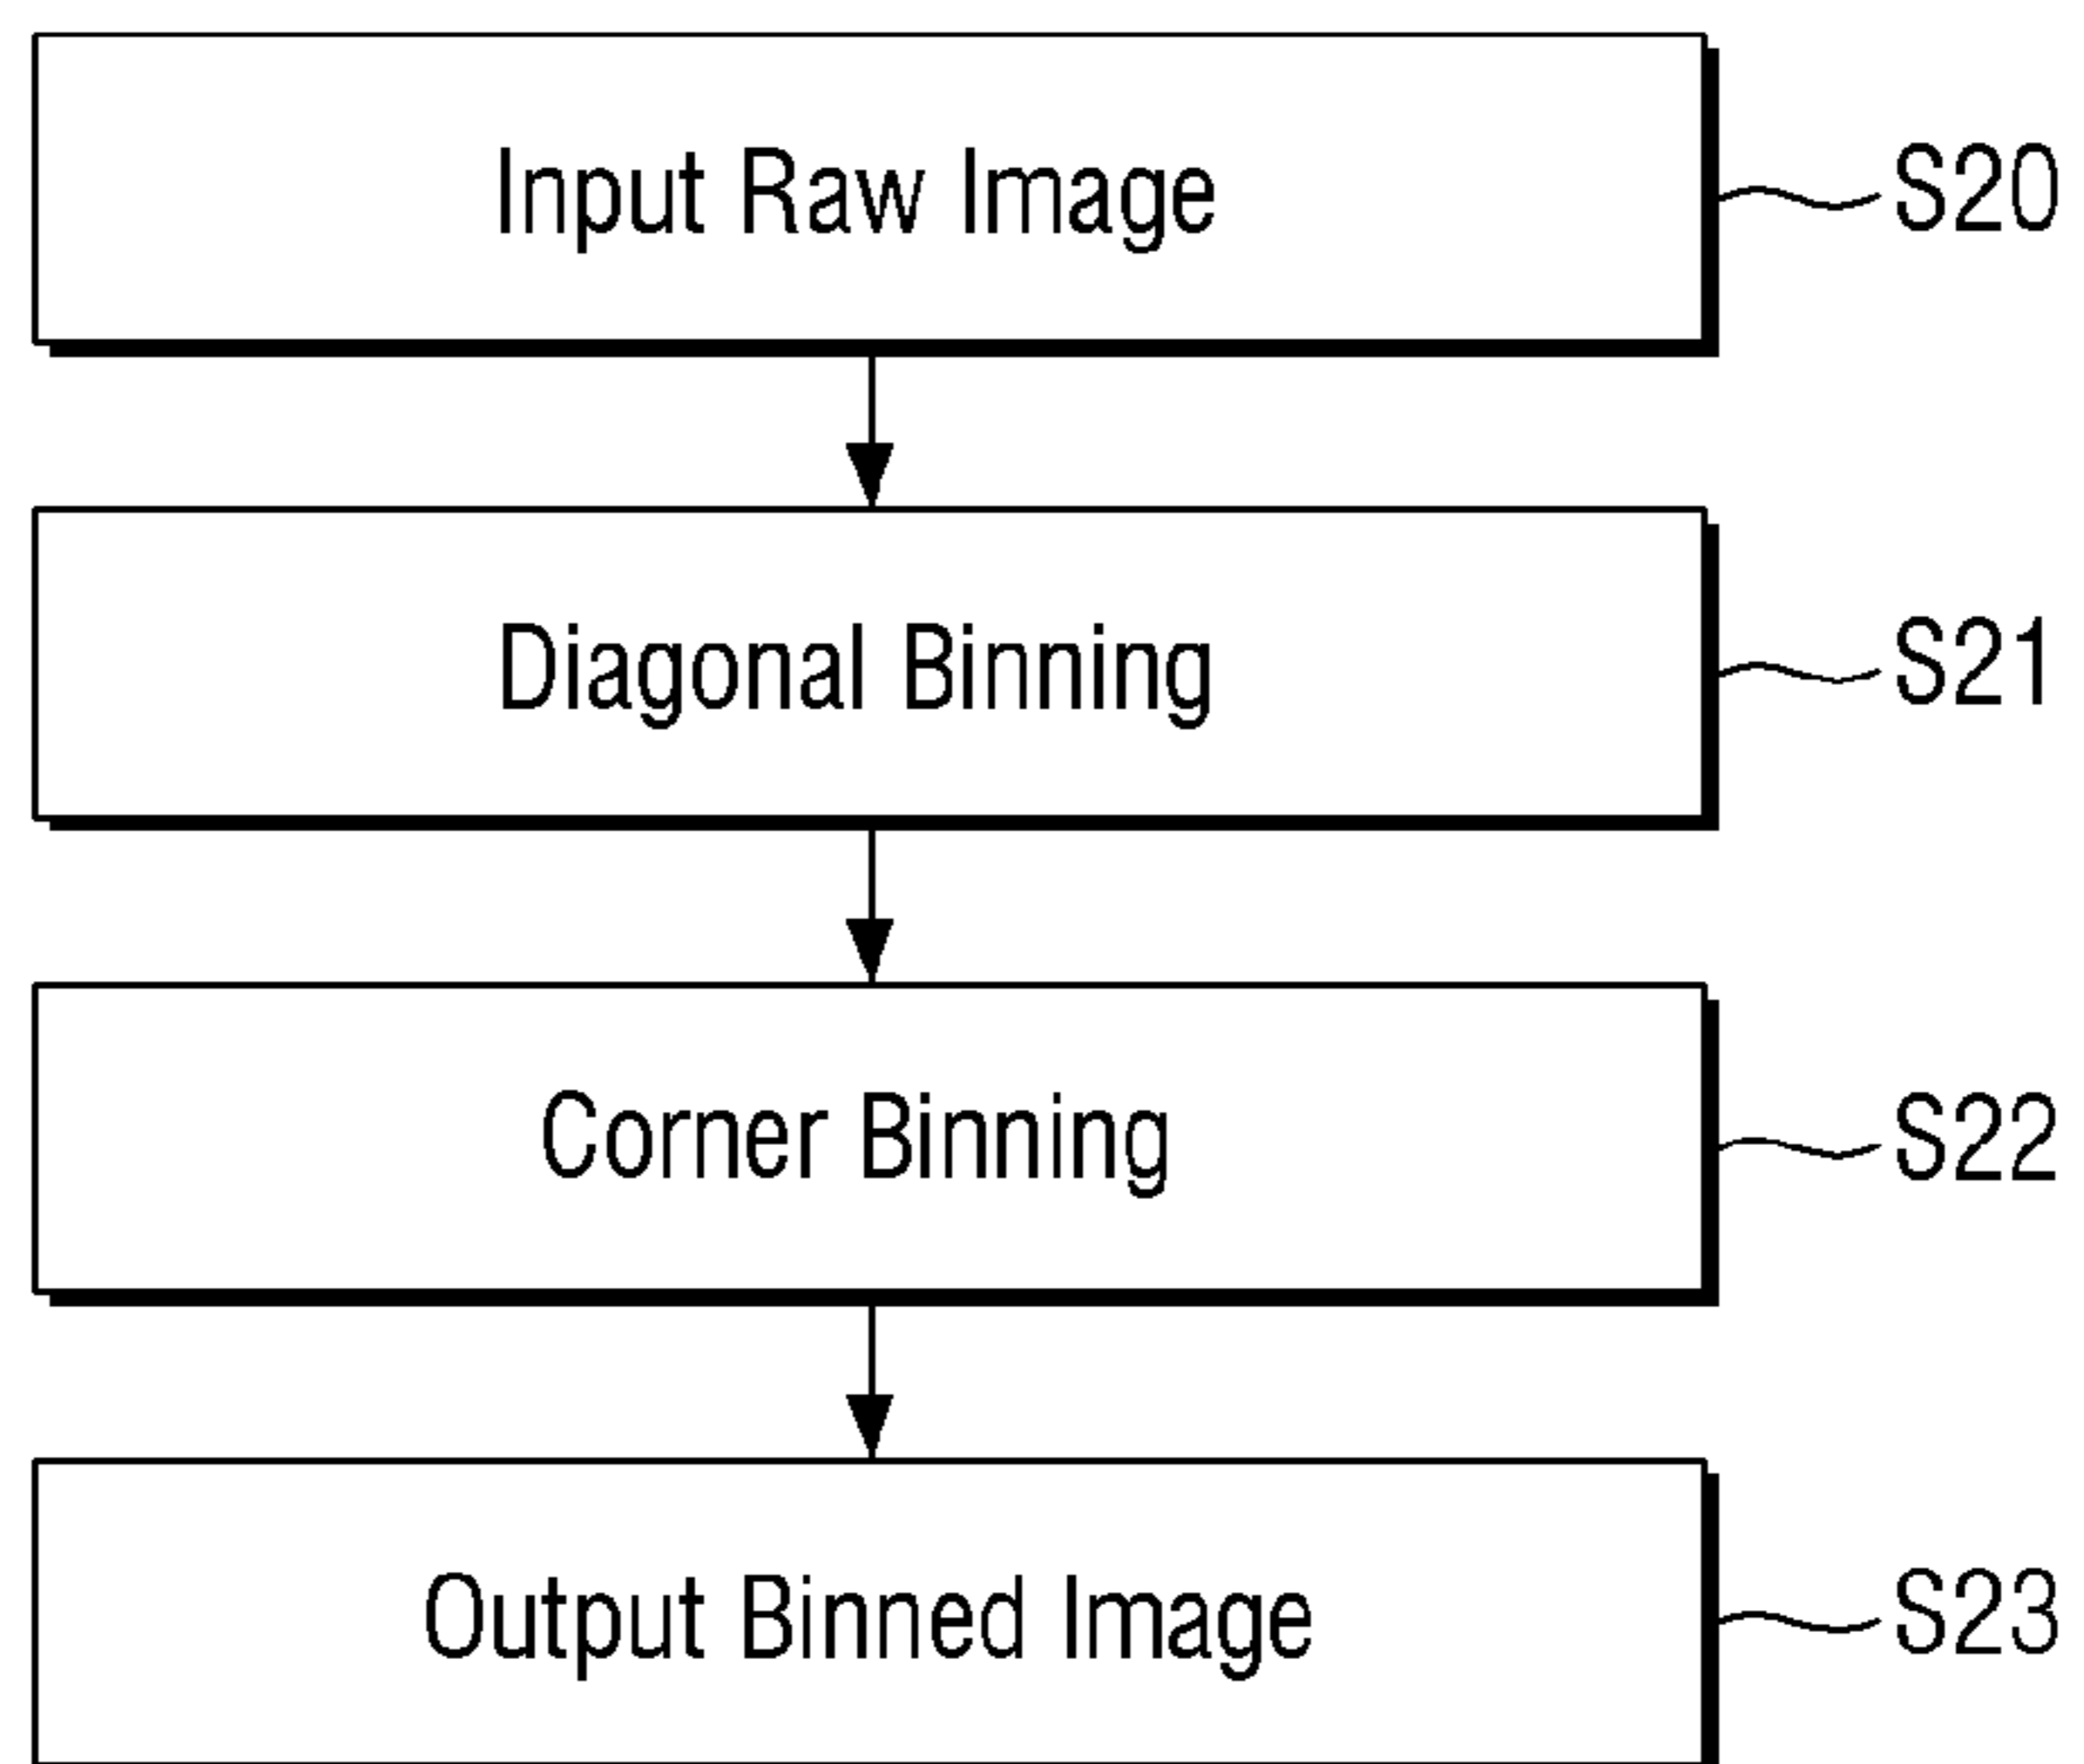 Input Raw Image S20
Diagonal Binning S21
Corner Binning S22
Output Binned Image S23